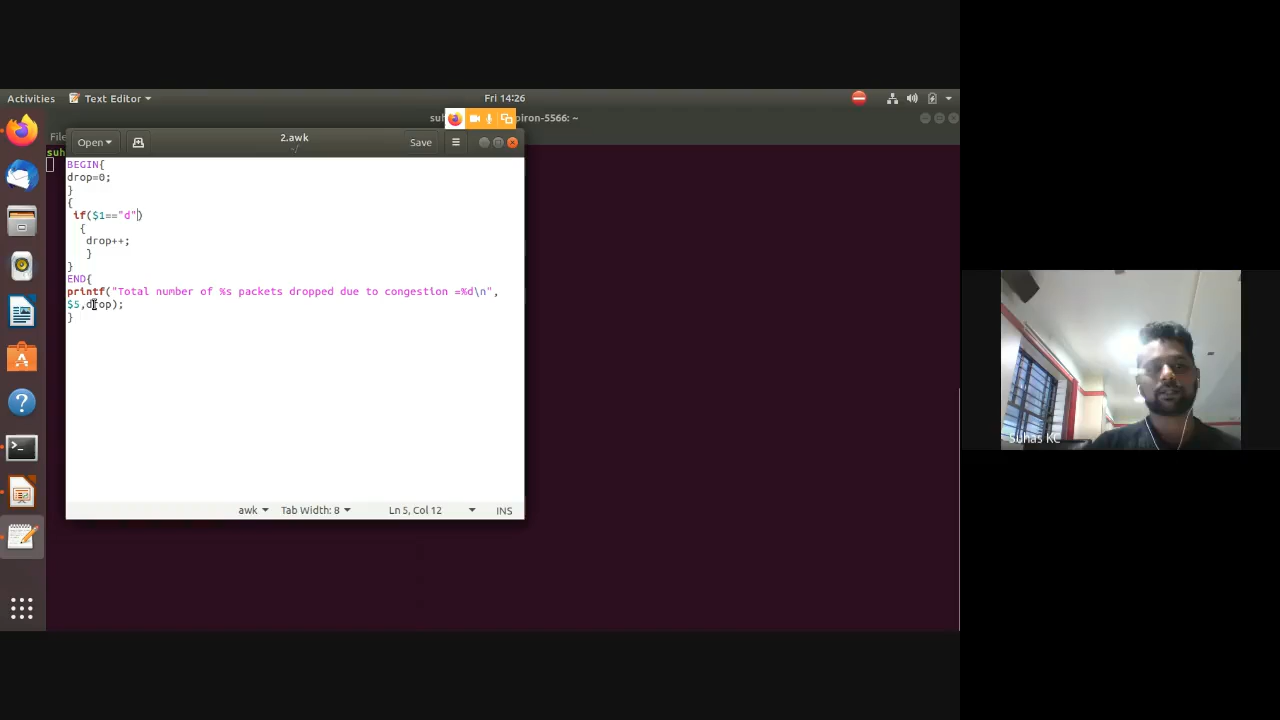 Activities
Text Editor
Fri 14:26
piron-5566: ~
Open
2.awk
~/
Save
BEGIN{
drop=0;
}
{
if($1=="d")
{
drop++;
}
}
END{
printf("Total number of %s packets dropped due to congestion =%d\n",
$5,drop);
}
awk
Tab Width: 8
Ln 5, Col 12
INS
Suhas KC